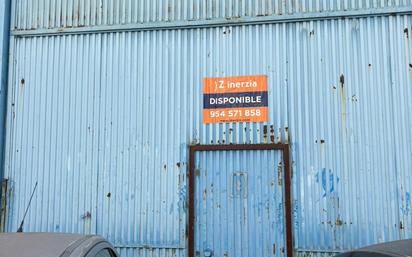 inerzia
DISPONIBLE
954 571 858